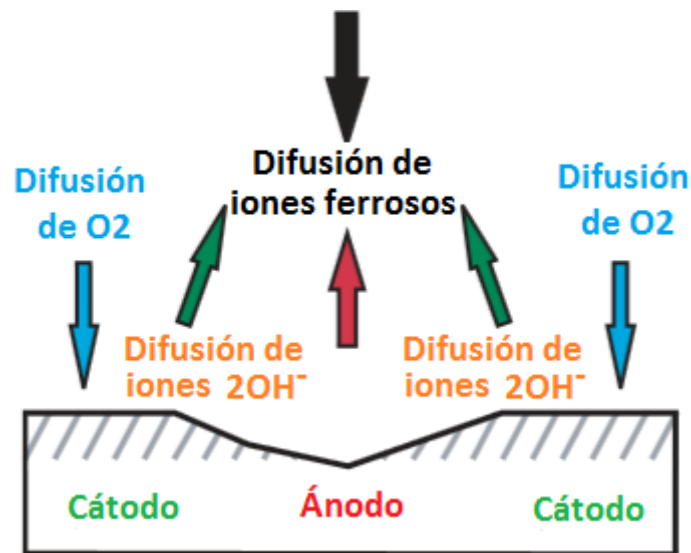 Difusión de
iones ferrosos
Difusión
de O2
Difusión
de O2
Difusión de
iones 2OH⁻
Difusión de
iones 2OH⁻
Cátodo
Ánodo
Cátodo